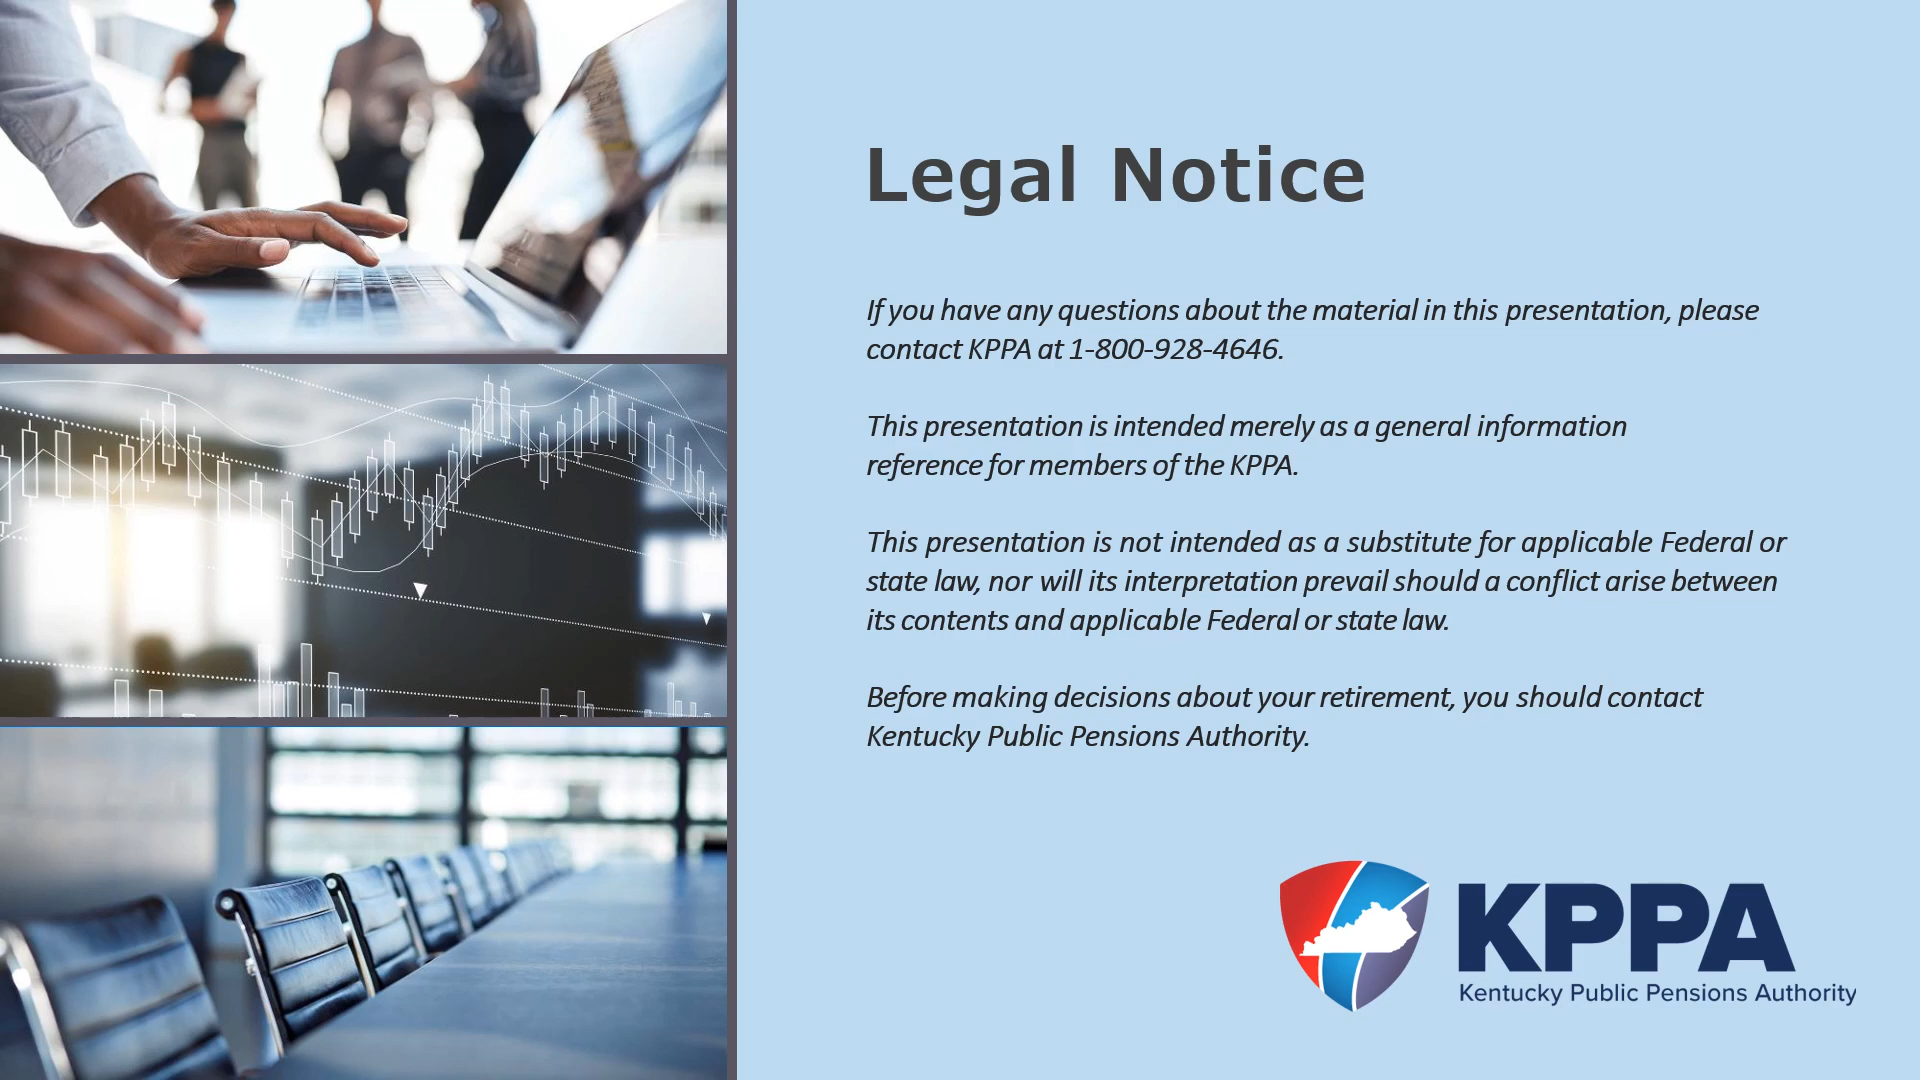 Legal Notice
If you have any questions about the material in this presentation, please
contact KPPA at 1-800-928-4646.
This presentation is intended merely as a general information
reference for members of the KPPA.
This presentation is not intended as a substitute for applicable Federal or
state law, nor will its interpretation prevail should a conflict arise between
its contents and applicable Federal or state law.
Before making decisions about your retirement, you should contact
Kentucky Public Pensions Authority.
KPPA
Kentucky Public Pensions Authority